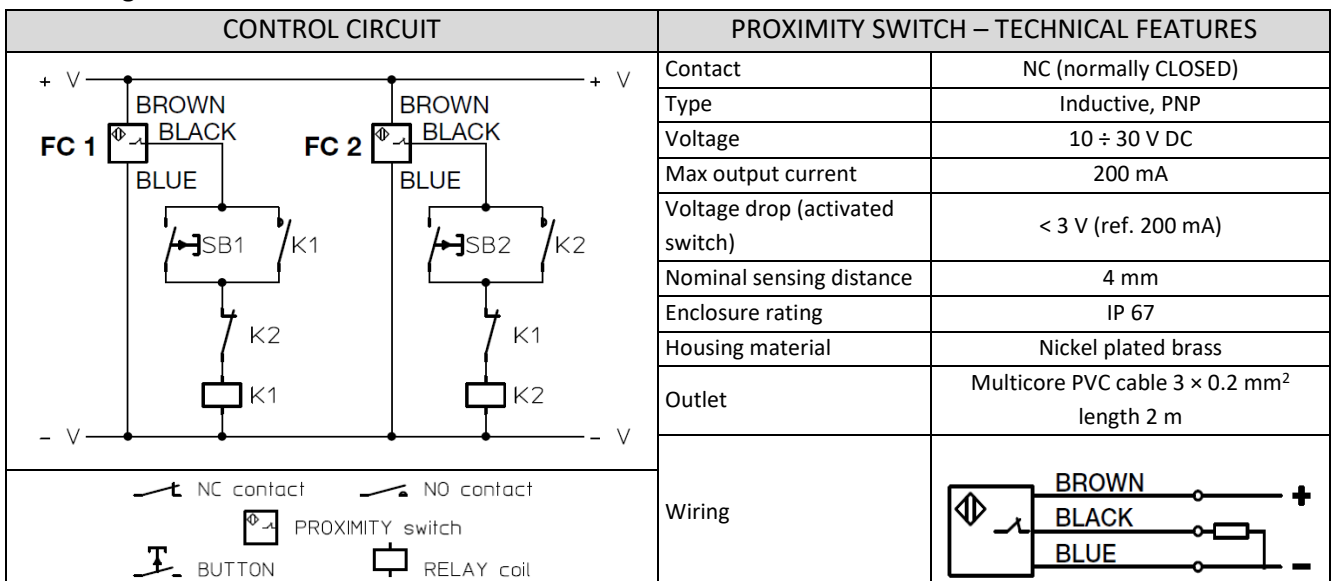 CONTROL CIRCUIT
PROXIMITY SWITCH – TECHNICAL FEATURES
+ V
+ V
BROWN
BLACK
FC 1
BLUE
BROWN
BLACK
FC 2
BLUE
SB1
K1
SB2
K2
K2
K1
K1
K2
– V
– V
NC contact
NO contact
PROXIMITY switch
BUTTON
RELAY coil
Contact
NC (normally CLOSED)
Type
Inductive, PNP
Voltage
10 ÷ 30 V DC
Max output current
200 mA
Voltage drop (activated
switch)
< 3 V (ref. 200 mA)
Nominal sensing distance
4 mm
Enclosure rating
IP 67
Housing material
Nickel plated brass
Outlet
Multicore PVC cable 3 × 0.2 mm²
length 2 m
Wiring
BROWN
+
BLACK
BLUE
–